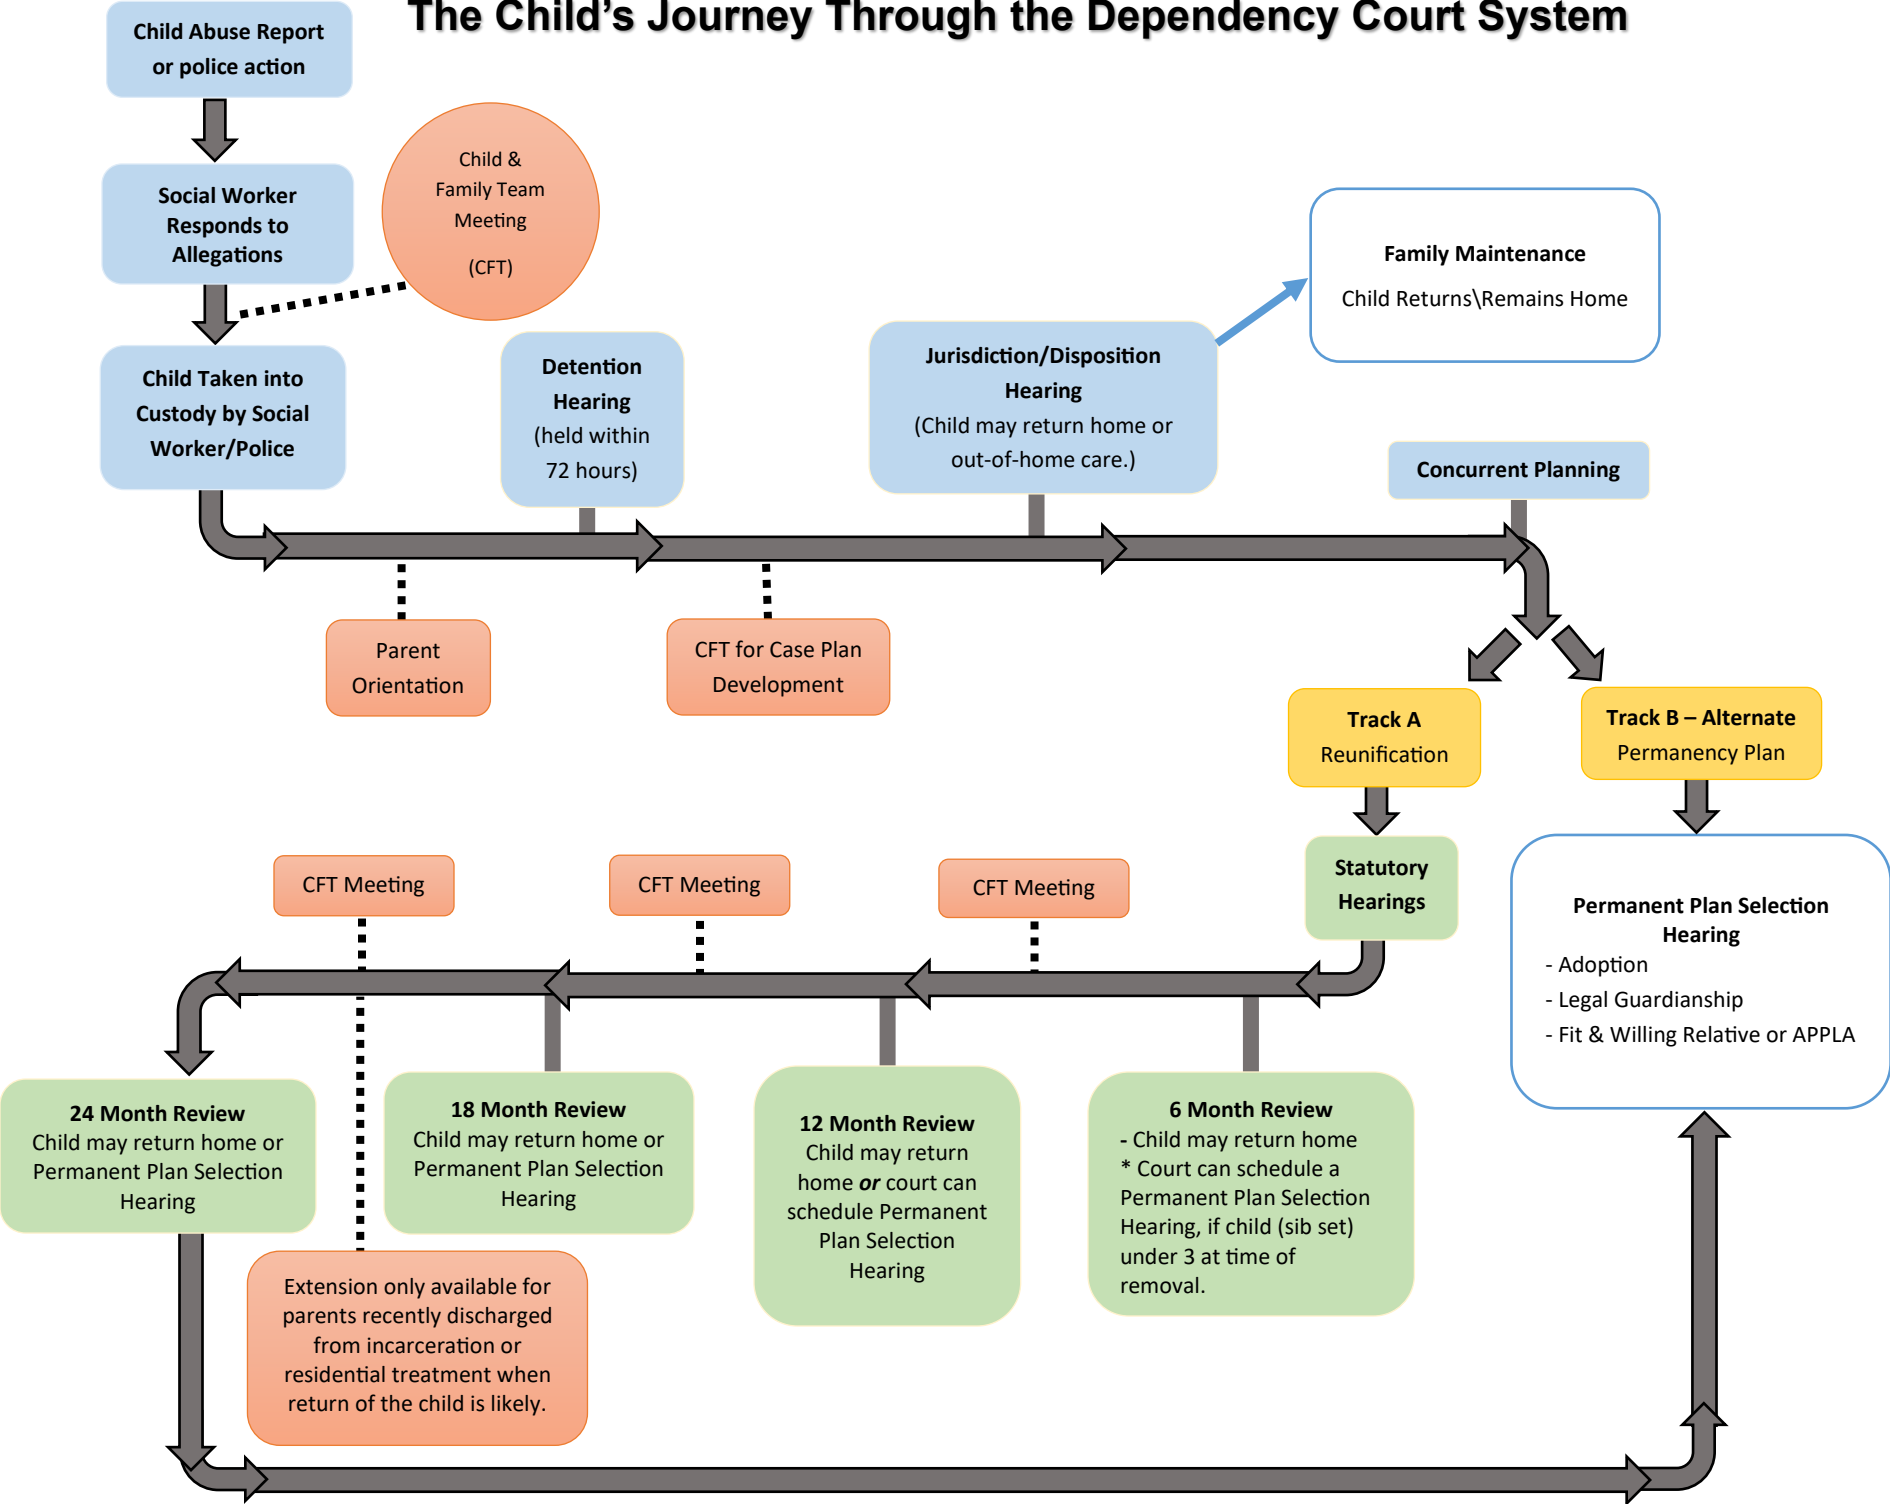 The Child’s Journey Through the Dependency Court System
Child Abuse Report
or police action
Social Worker
Responds to
Allegations
Child &
Family Team
Meeting
(CFT)
Child Taken into
Custody by Social
Worker/Police
Detention
Hearing
(held within
72 hours)
Jurisdiction/Disposition
Hearing
(Child may return home or
out-of-home care.)
Family Maintenance
Child Returns\Remains Home
Concurrent Planning
Parent
Orientation
CFT for Case Plan
Development
Track A
Reunification
Track B – Alternate
Permanency Plan
Statutory
Hearings
Permanent Plan Selection
Hearing
- Adoption
- Legal Guardianship
- Fit & Willing Relative or APPLA
CFT Meeting
CFT Meeting
CFT Meeting
24 Month Review
Child may return home or
Permanent Plan Selection
Hearing
18 Month Review
Child may return home or
Permanent Plan Selection
Hearing
12 Month Review
Child may return
home or court can
schedule Permanent
Plan Selection
Hearing
6 Month Review
- Child may return home
* Court can schedule a
Permanent Plan Selection
Hearing, if child (sib set)
under 3 at time of
removal.
Extension only available for
parents recently discharged
from incarceration or
residential treatment when
return of the child is likely.